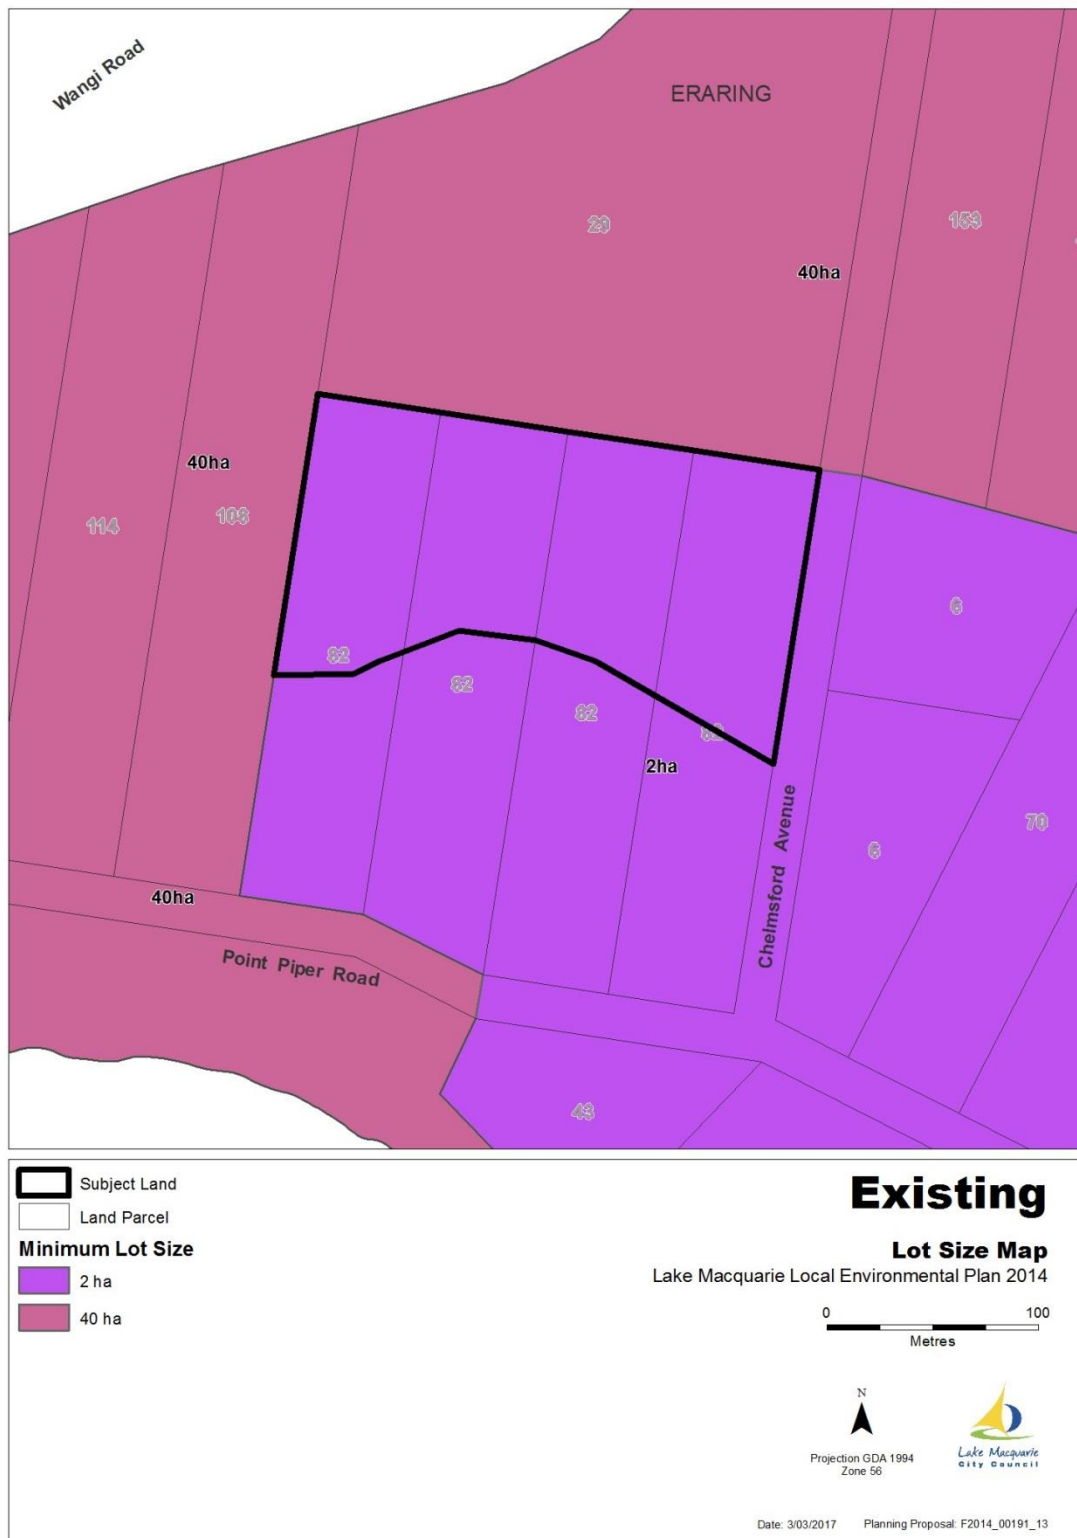 Wangi Road
ERARING
29
153
40ha
40ha
108
114
6
82
82
82
82
2ha
70
6
Chelmsford Avenue
40ha
Point Piper Road
43
Subject Land
Land Parcel
Minimum Lot Size
2 ha
40 ha
Existing
Lot Size Map
Lake Macquarie Local Environmental Plan 2014
0 100
Metres
N
Projection GDA 1994
Zone 56
Lake Macquarie
City Council
Date: 3/03/2017 Planning Proposal: F2014_00191_13